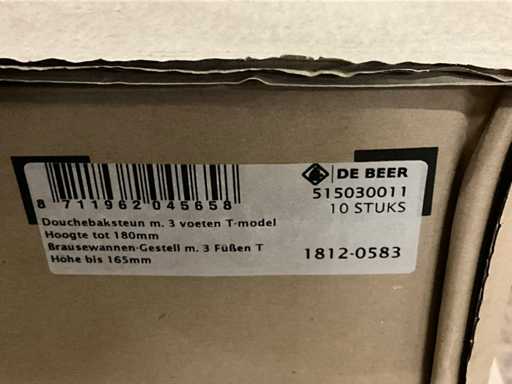 DE BEER
8 711962 045658
515030011
10 STUKS
Douchebaksteun m. 3 voeten T-model
Hoogte tot 180mm
Brausewannen-Gestell m. 3 Füßen T
Höhe bis 165mm
1812-0583